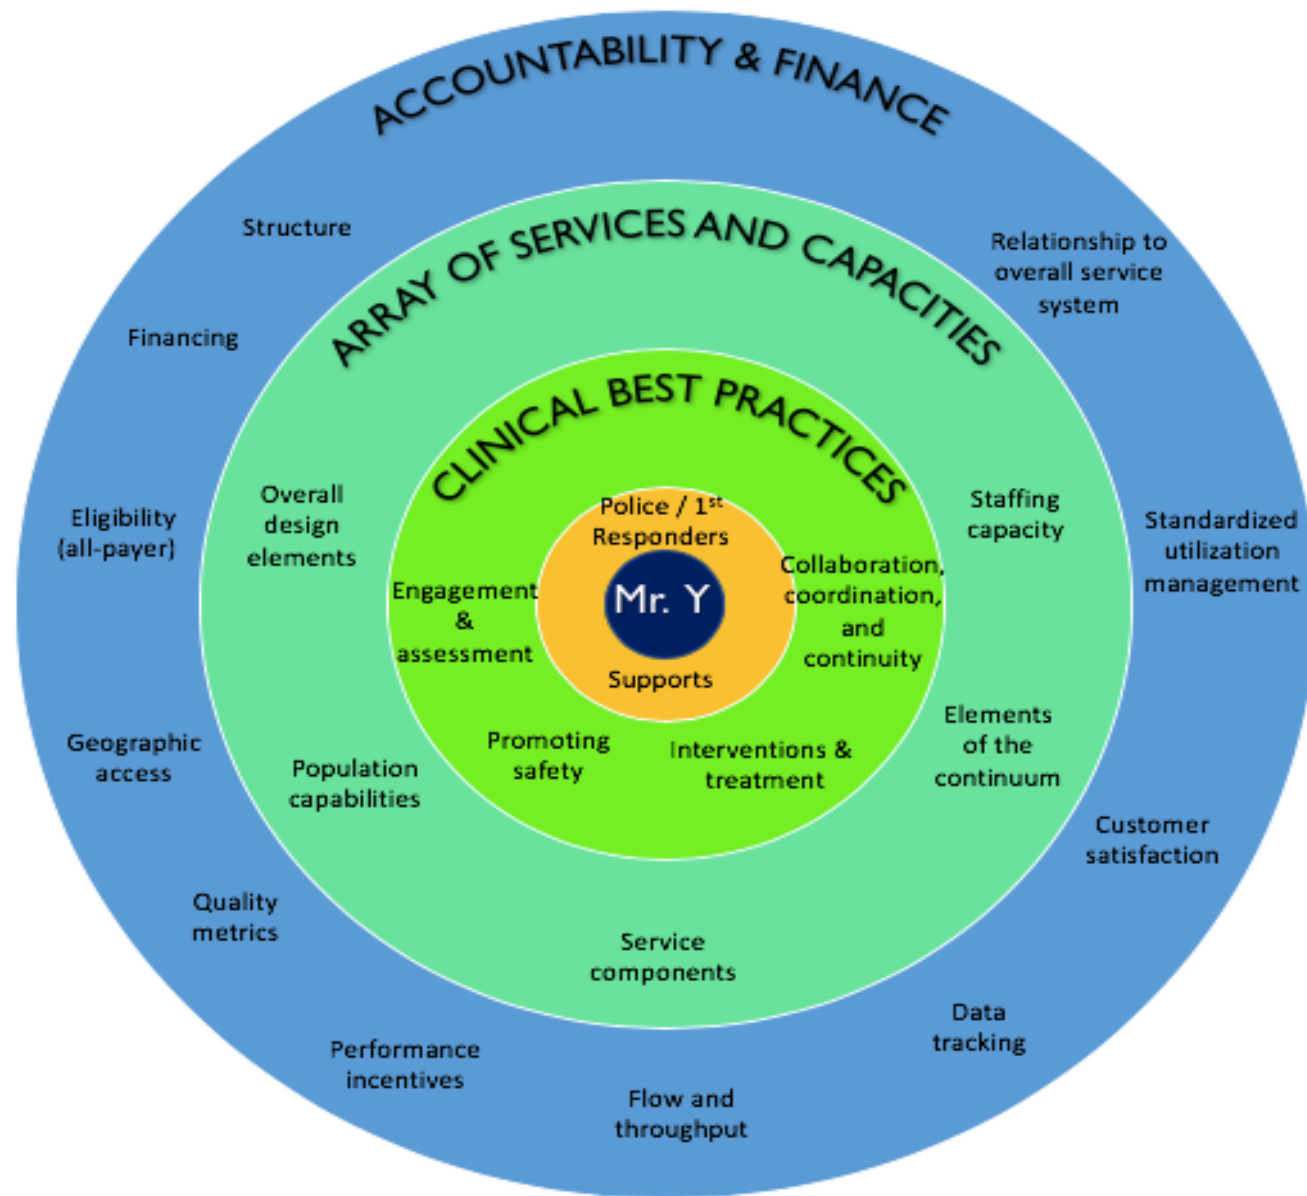 ACCOUNTABILITY & FINANCE
Structure
Relationship to
overall service
system
Financing
Eligibility
(all-payer)
Standardized
utilization
management
Geographic
access
Customer
satisfaction
Quality
metrics
Data
tracking
Performance
incentives
Flow and
throughput
ARRAY OF SERVICES AND CAPACITIES
Overall
design
elements
Staffing
capacity
Population
capabilities
Elements
of the
continuum
Service
components
CLINICAL BEST PRACTICES
Engagement
&
assessment
Collaboration,
coordination,
and
continuity
Promoting
safety
Interventions &
treatment
Police / 1st
Responders
Mr. Y
Supports